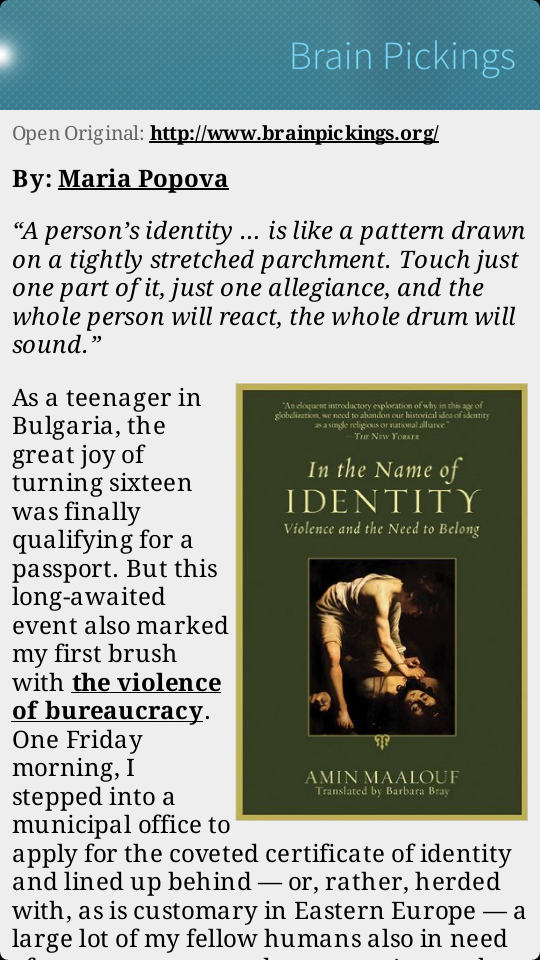 Brain Pickings
Open Original: http://www.brainpickings.org/
By: Maria Popova
“A person’s identity … is like a pattern drawn
on a tightly stretched parchment. Touch just
one part of it, just one allegiance, and the
whole person will react, the whole drum will
sound.”
As a teenager in
Bulgaria, the
great joy of
turning sixteen
was finally
qualifying for a
passport. But this
long-awaited
event also marked
my first brush
with the violence
of bureaucracy.
One Friday
morning, I
stepped into a
municipal office to
apply for the coveted certificate of identity
and lined up behind — or, rather, herded
with, as is customary in Eastern Europe — a
large lot of my fellow humans also in need
"An eloquent introductory exploration of why in this age of
globalisation, we need to abandon our historical idea of identity
as a single religious or national alliance."
—THE NEW YORKER
In the Name of
IDENTITY
Violence and the Need to Belong
AMIN MAALOUF
Translated by Barbara Bray